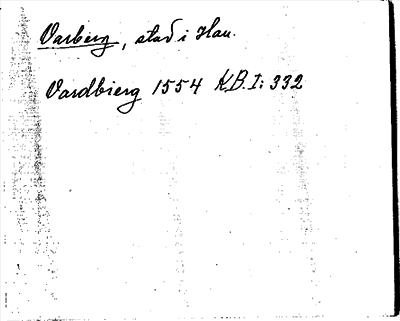 Varberg, stad i Hall.
Vardbierg 1554 K.B.I: 332